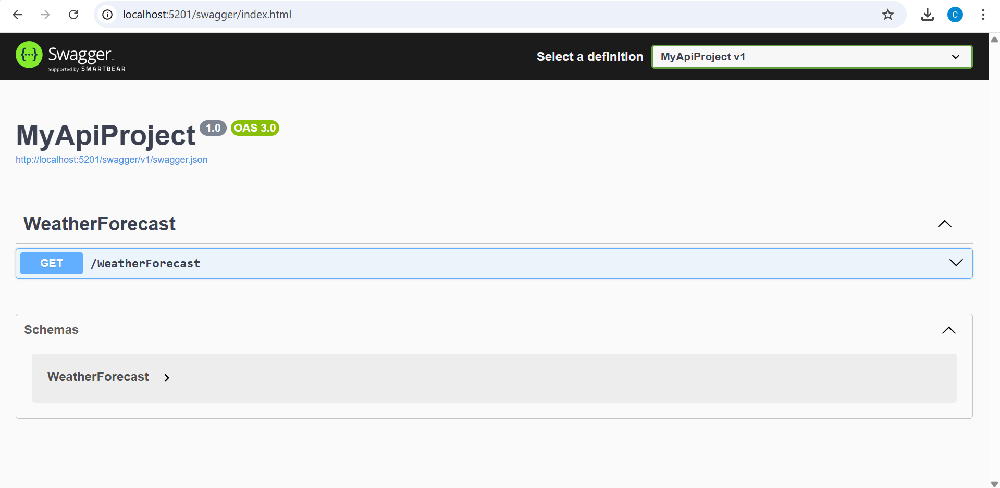 localhost:5201/swagger/index.html
C
{...} Swagger™
Supported by SMARTBEAR
Select a definition
MyApiProject v1
MyApiProject 1.0 OAS 3.0
http://localhost:5201/swagger/v1/swagger.json
WeatherForecast
GET /WeatherForecast
Schemas
WeatherForecast